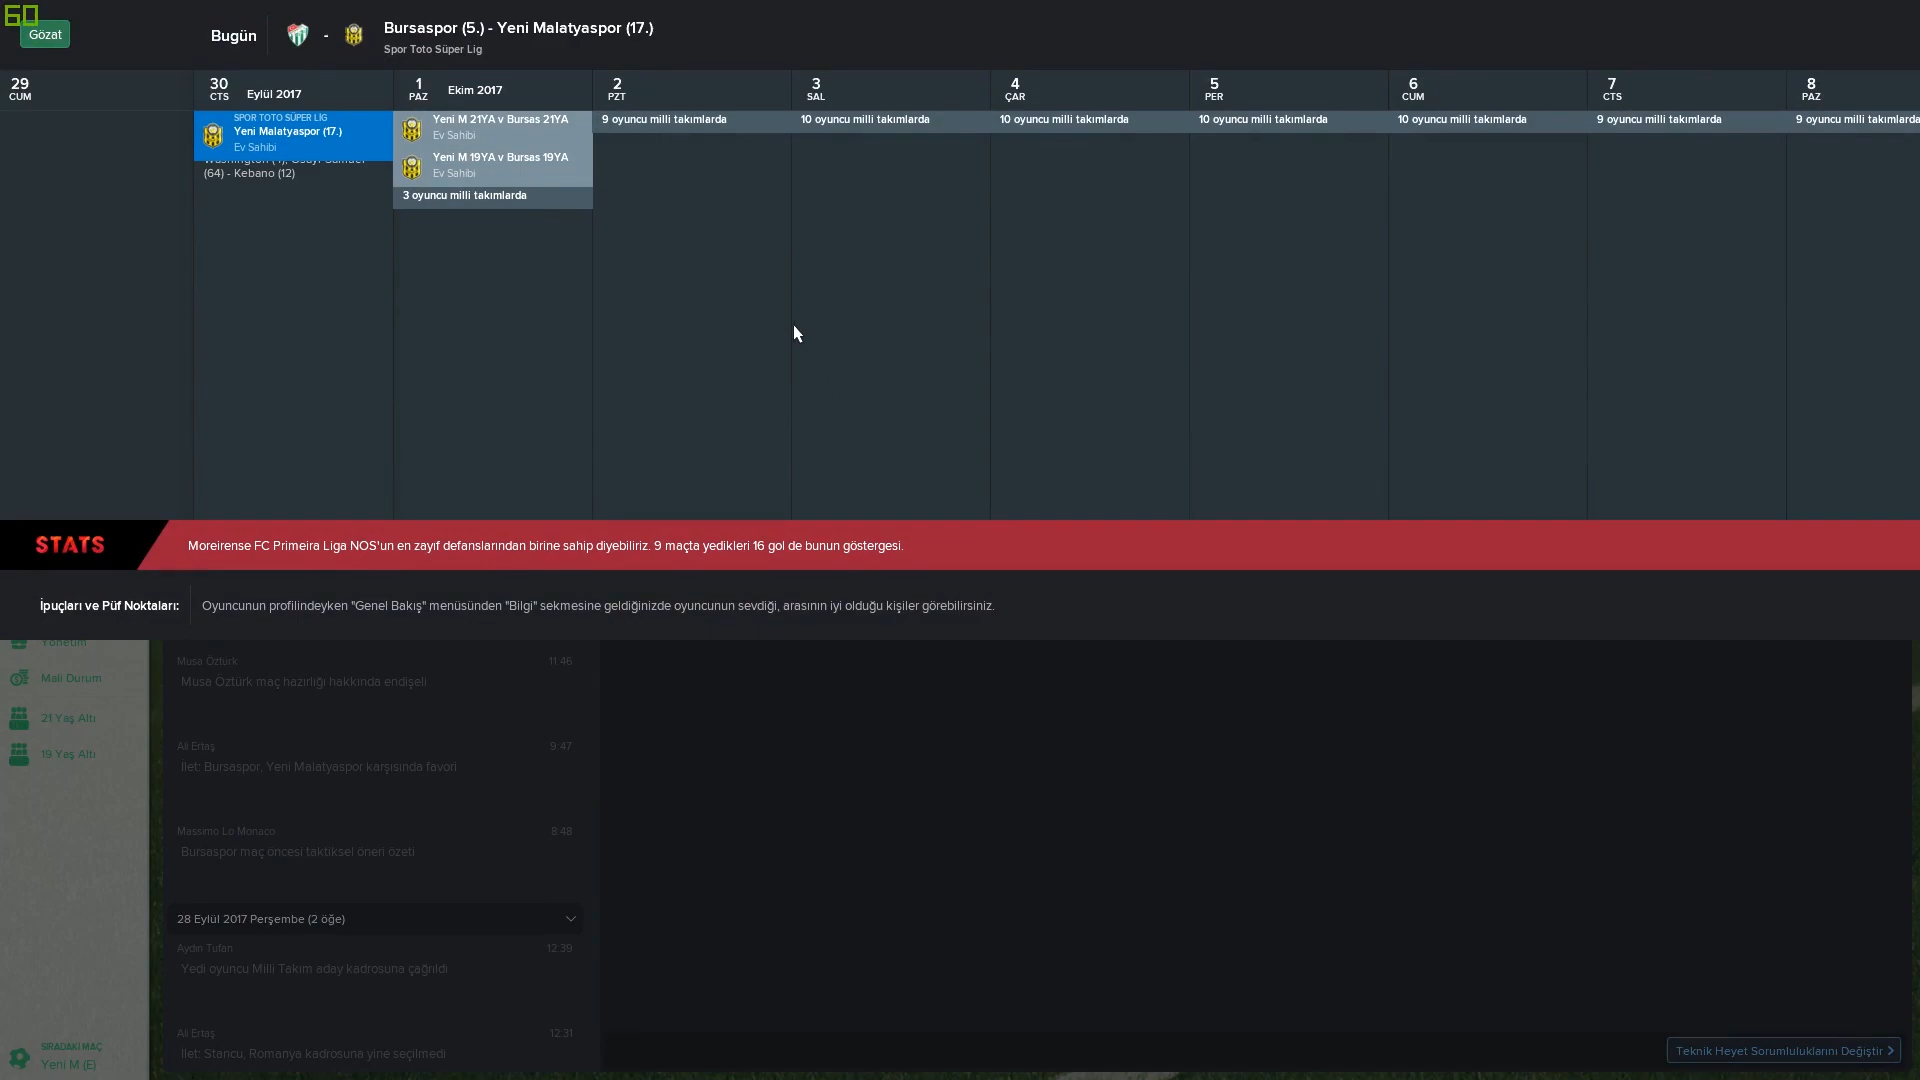 60
Gözat
Bugün
-
Bursaspor (5.) - Yeni Malatyaspor (17.)
Spor Toto Süper Lig
29
CUM
30
CTS
Eylül 2017
1
PAZ
Ekim 2017
2
PZT
3
SAL
4
ÇAR
5
PER
6
CUM
7
CTS
8
PAZ
SPOR TOTO SÜPER LİG
Yeni Malatyaspor (17.)
Ev Sahibi
(64) - Kebano (12)
Yeni M 21YA v Bursas 21YA
Ev Sahibi
Yeni M 19YA v Bursas 19YA
Ev Sahibi
3 oyuncu milli takımlarda
9 oyuncu milli takımlarda
10 oyuncu milli takımlarda
10 oyuncu milli takımlarda
10 oyuncu milli takımlarda
10 oyuncu milli takımlarda
9 oyuncu milli takımlarda
9 oyuncu milli takımlarda
STATS
Moreirense FC Primeira Liga NOS'un en zayıf defanslarından birine sahip diyebiliriz. 9 maçta yedikleri 16 gol de bunun göstergesi.
İpuçları ve Püf Noktaları:
Oyuncunun profilindeyken "Genel Bakış" menüsünden "Bilgi" sekmesine geldiğinizde oyuncunun sevdiği, arasının iyi olduğu kişiler görebilirsiniz.
Yönetim
Mali Durum
21 Yaş Altı
19 Yaş Altı
SIRADAKİ MAÇ
Yeni M (E)
Musa Öztürk
11:46
Musa Öztürk maç hazırlığı hakkında endişeli
Ali Ertaş
9:47
İlet: Bursaspor, Yeni Malatyaspor karşısında favori
Massimo Lo Monaco
8:48
Bursaspor maç öncesi taktiksel öneri özeti
28 Eylül 2017 Perşembe (2 öğe)
Aydın Tufan
12:39
Yedi oyuncu Milli Takım aday kadrosuna çağrıldı
Ali Ertaş
12:31
İlet: Stancu, Romanya kadrosuna yine seçilmedi
Teknik Heyet Sorumluluklarını Değiştir